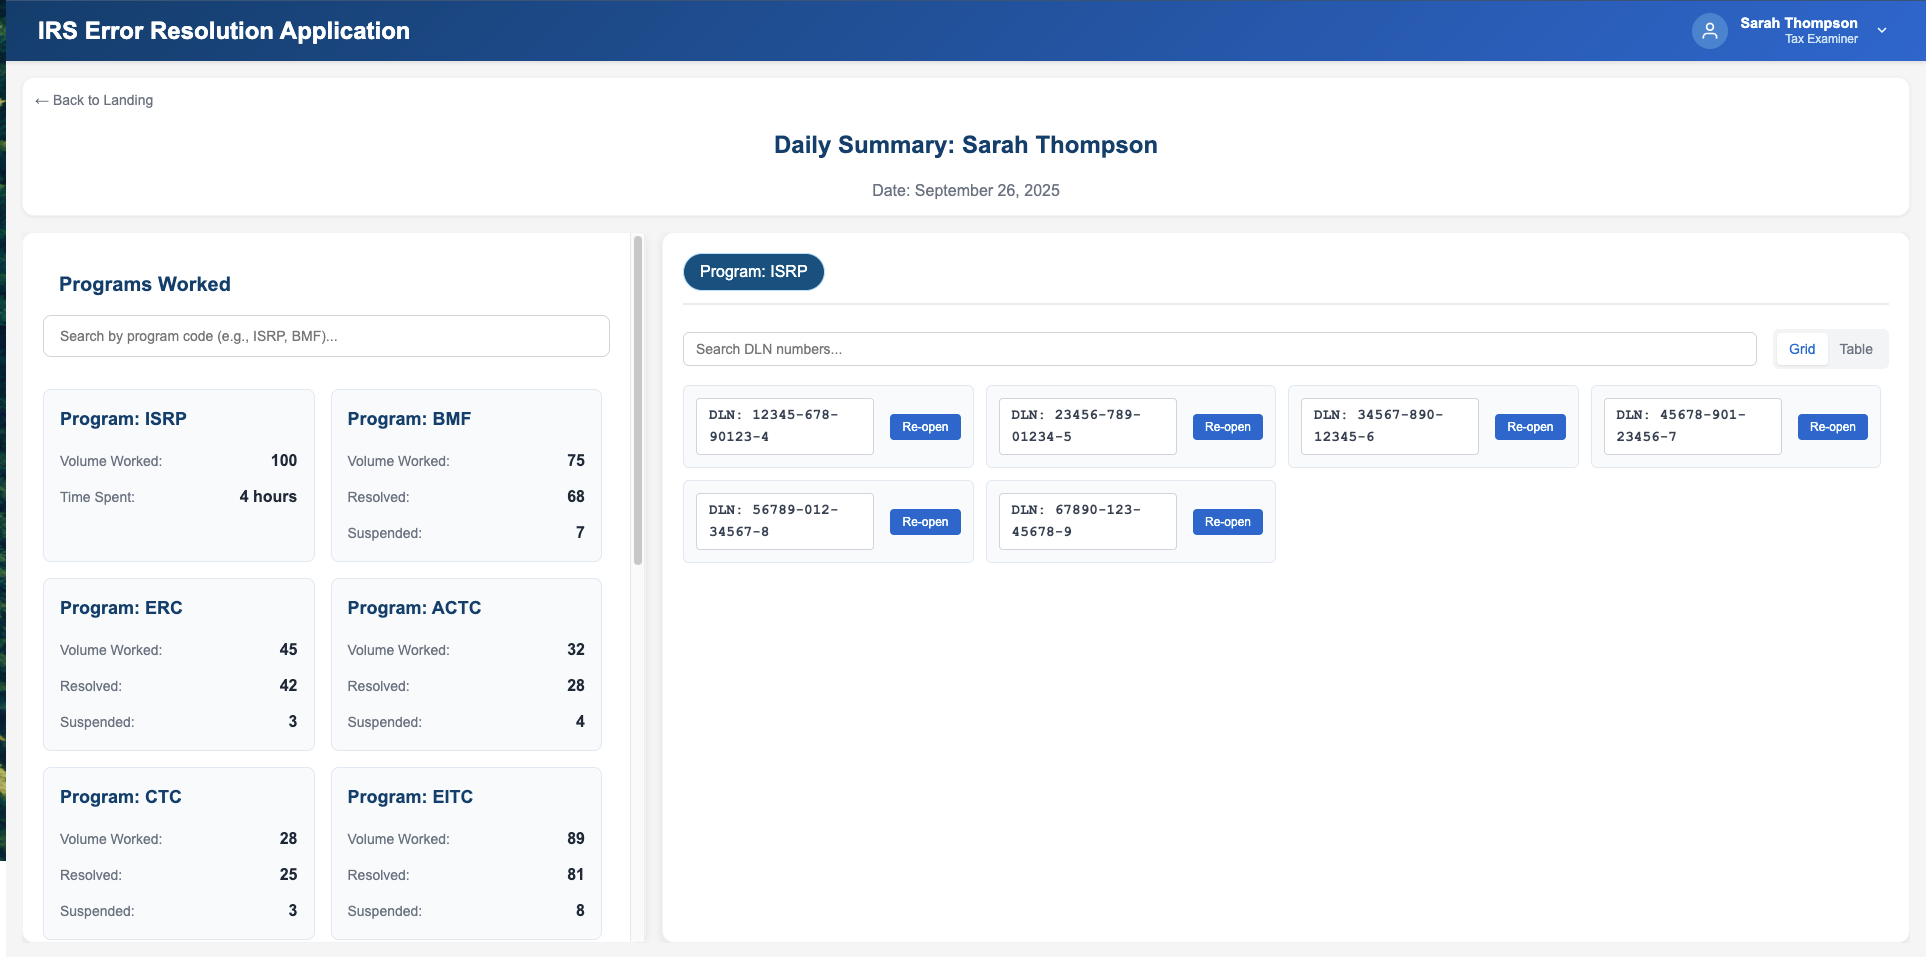 IRS Error Resolution Application
Sarah Thompson
Tax Examiner
← Back to Landing
Daily Summary: Sarah Thompson
Date: September 26, 2025
Programs Worked
Search by program code (e.g., ISRP, BMF)...
Program: ISRP
Volume Worked: 100
Time Spent: 4 hours
Program: BMF
Volume Worked: 75
Resolved: 68
Suspended: 7
Program: ERC
Volume Worked: 45
Resolved: 42
Suspended: 3
Program: ACTC
Volume Worked: 32
Resolved: 28
Suspended: 4
Program: CTC
Volume Worked: 28
Resolved: 25
Suspended: 3
Program: EITC
Volume Worked: 89
Resolved: 81
Suspended: 8
Program: ISRP
Search DLN numbers...
Grid Table
DLN: 12345-678-
90123-4
Re-open
DLN: 23456-789-
01234-5
Re-open
DLN: 34567-890-
12345-6
Re-open
DLN: 45678-901-
23456-7
Re-open
DLN: 56789-012-
34567-8
Re-open
DLN: 67890-123-
45678-9
Re-open